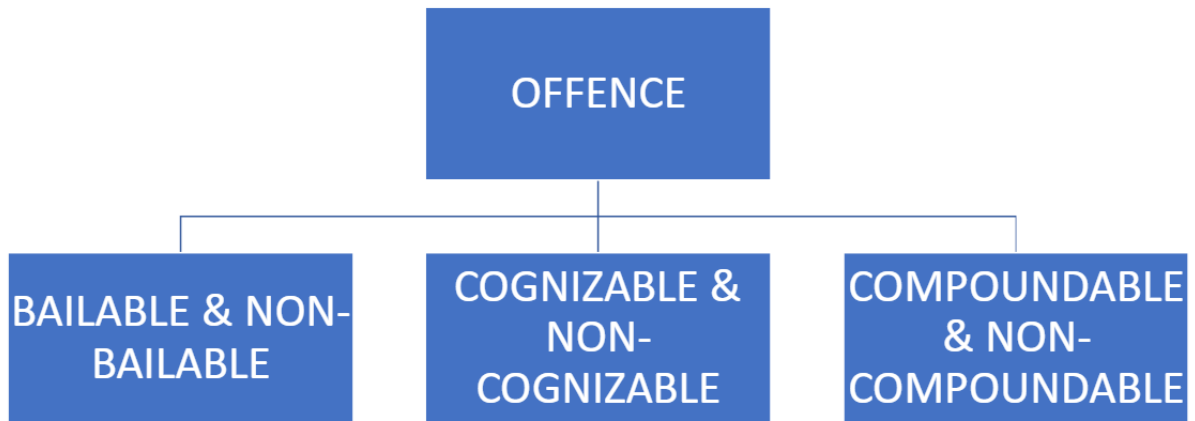 OFFENCE
BAILABLE & NON-
BAILABLE
COGNIZABLE &
NON-
COGNIZABLE
COMPOUNDABLE
& NON-
COMPOUNDABLE